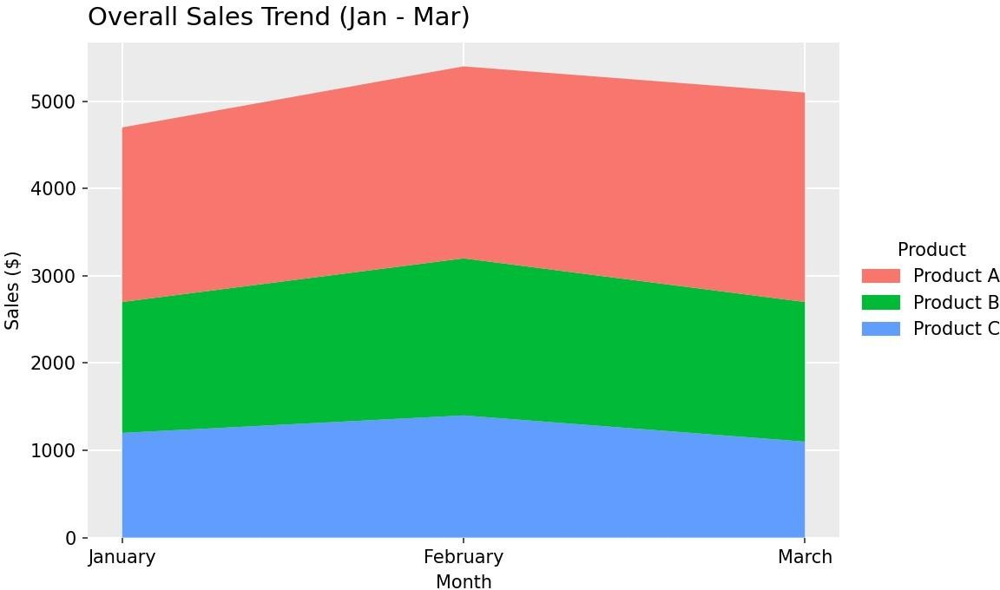 Overall Sales Trend (Jan - Mar)
5000
4000
3000
2000
1000
0
Sales ($)
January
February
March
Month
Product
Product A
Product B
Product C